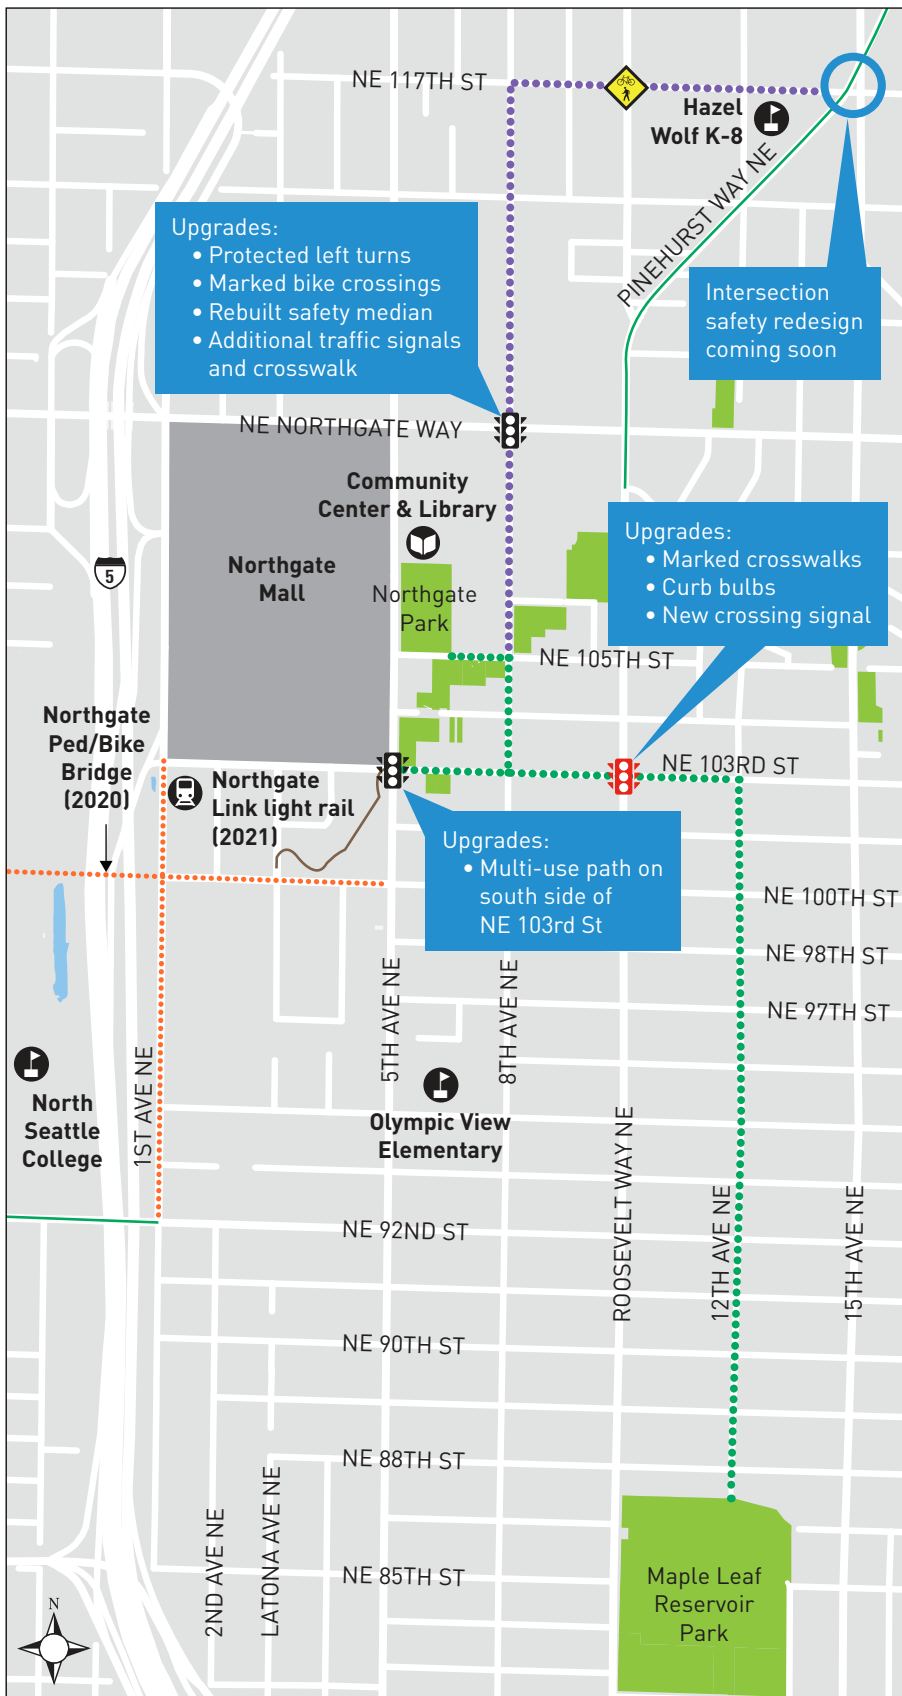 NE 117TH ST
Hazel
Wolf K-8
PINEHURST WAY NE
Upgrades:
• Protected left turns
• Marked bike crossings
• Rebuilt safety median
• Additional traffic signals
and crosswalk
Intersection
safety redesign
coming soon
NE NORTHGATE WAY
Community
Center & Library
Northgate
Mall
5
Northgate
Park
Upgrades:
• Marked crosswalks
• Curb bulbs
• New crossing signal
NE 105TH ST
Northgate
Ped/Bike
Bridge
(2020)
Northgate
Link light rail
(2021)
NE 103RD ST
Upgrades:
• Multi-use path on
south side of
NE 103rd St
NE 100TH ST
NE 98TH ST
NE 97TH ST
5TH AVE NE
8TH AVE NE
1ST AVE NE
North
Seattle
College
Olympic View
Elementary
ROOSEVELT WAY NE
12TH AVE NE
15TH AVE NE
NE 92ND ST
NE 90TH ST
NE 88TH ST
2ND AVE NE
LATONA AVE NE
NE 85TH ST
Maple Leaf
Reservoir
Park
N